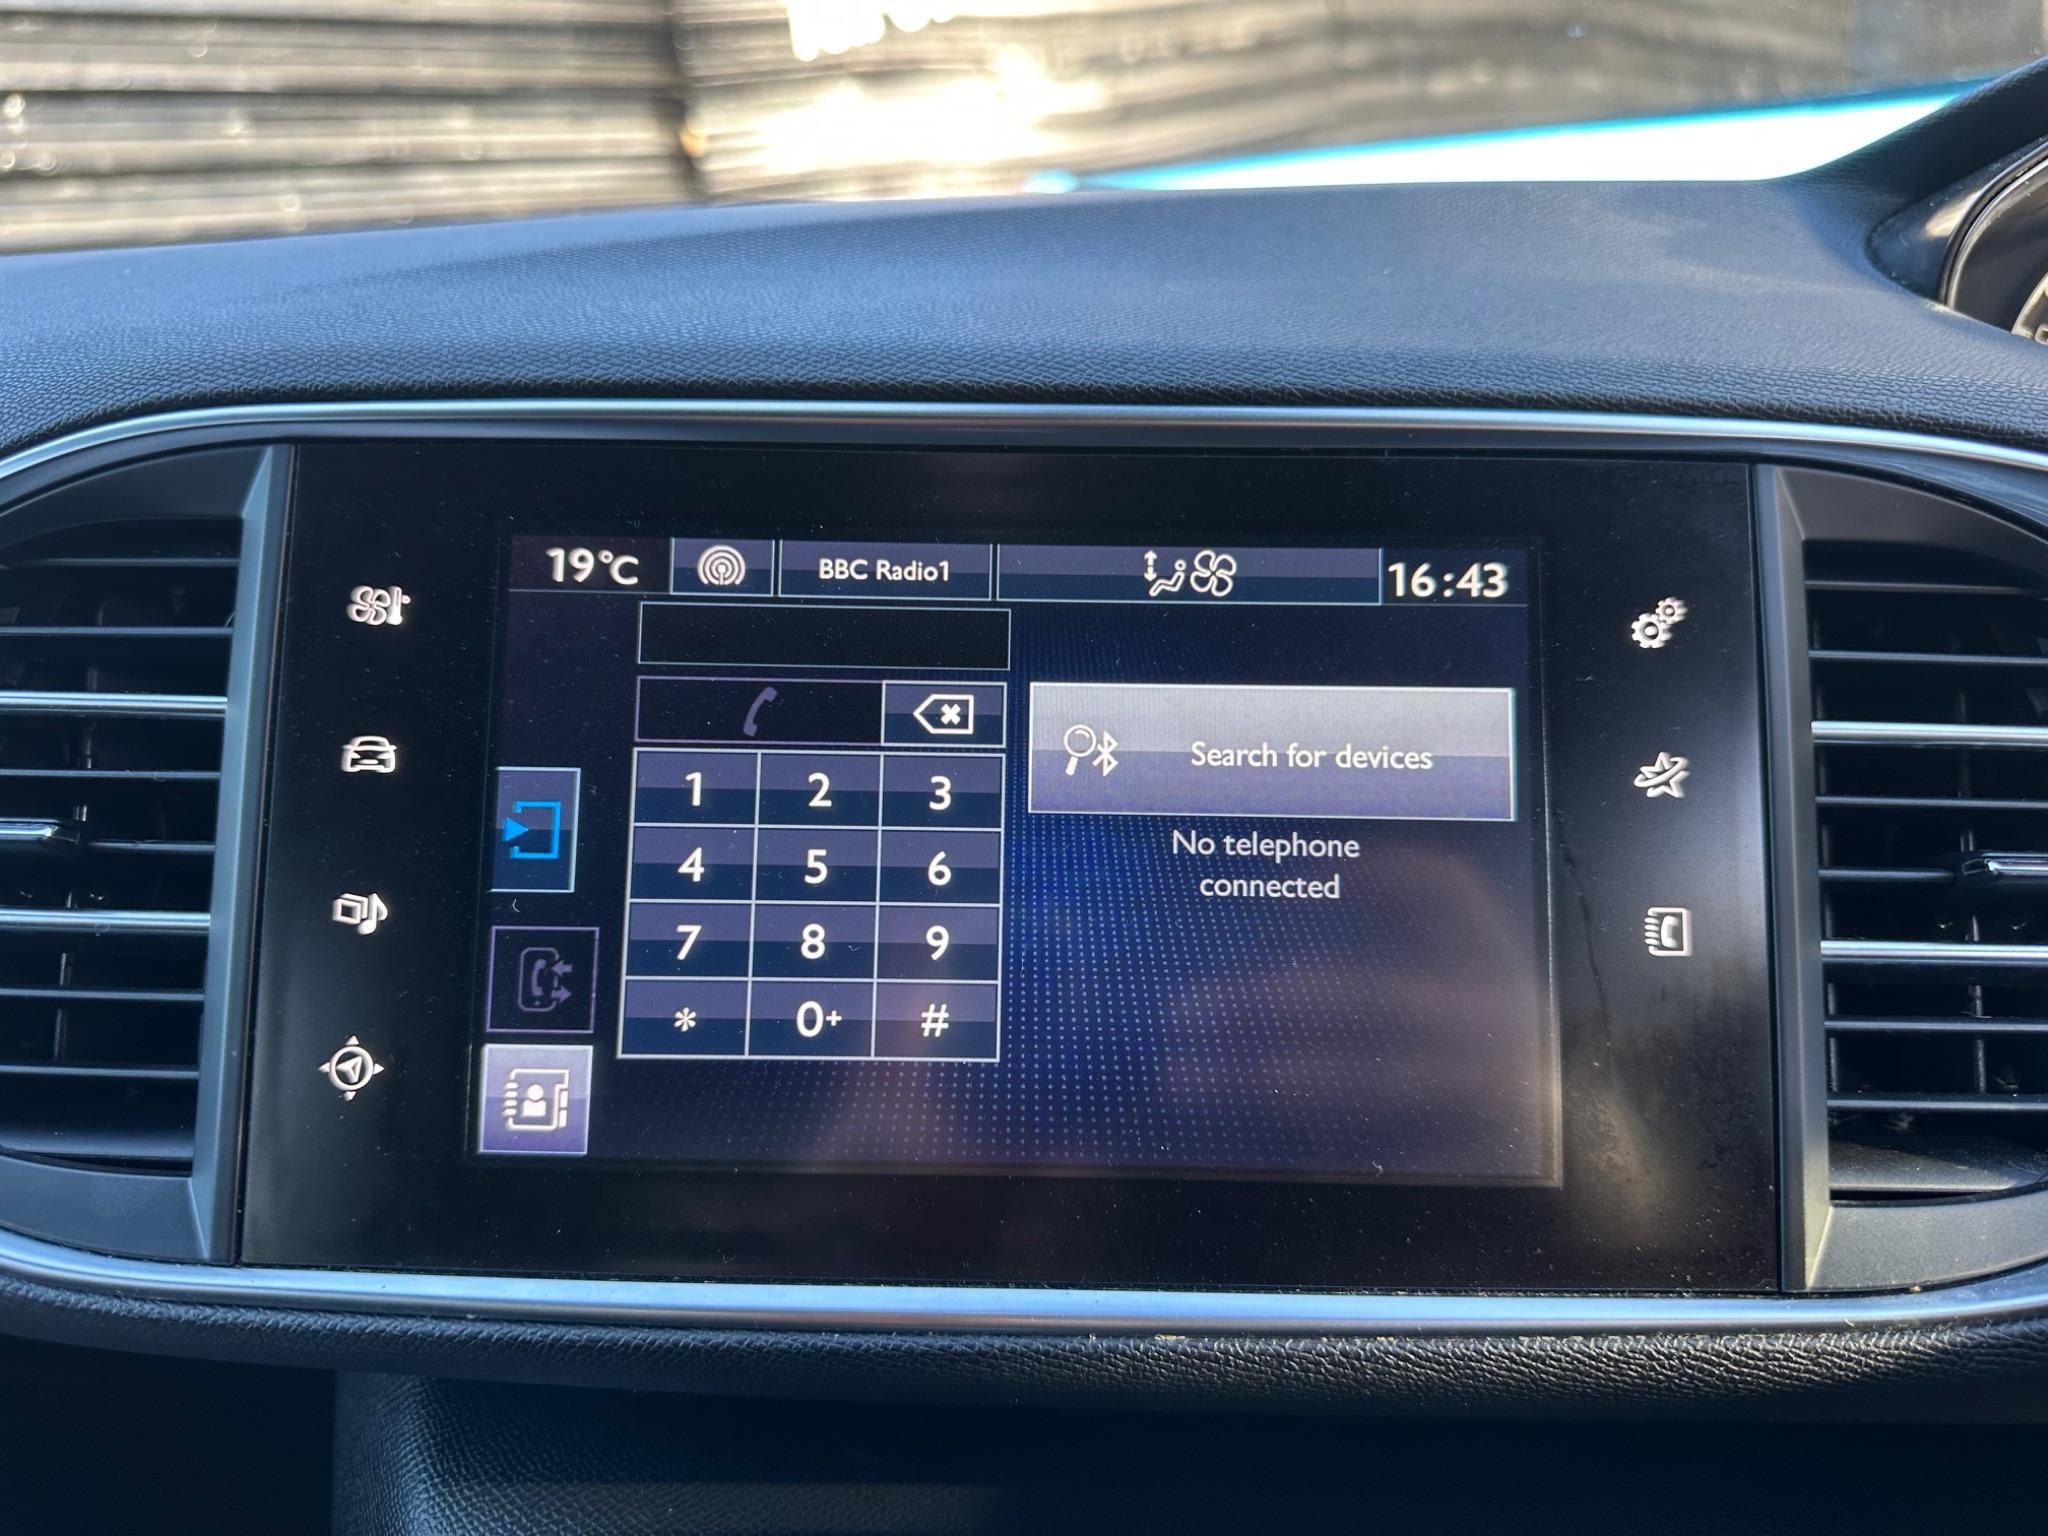 19°C
BBC Radio1
16:43
Search for devices
No telephone
connected
1 2 3
4 5 6
7 8 9
* 0+ #